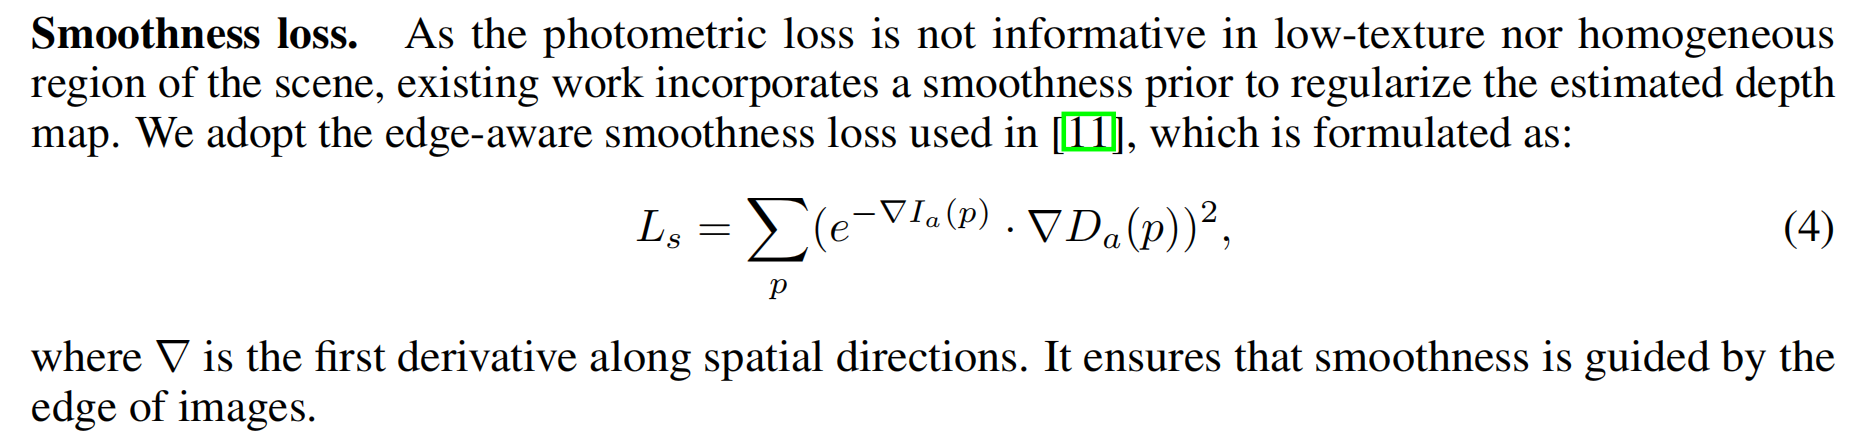 Smoothness loss. As the photometric loss is not informative in low-texture nor homogeneous
region of the scene, existing work incorporates a smoothness prior to regularize the estimated depth
map. We adopt the edge-aware smoothness loss used in [11], which is formulated as:
L_s = \sum_p (e^{-\nabla I_a(p)} \cdot \nabla D_a(p))^2, (4)
where ∇ is the first derivative along spatial directions. It ensures that smoothness is guided by the
edge of images.